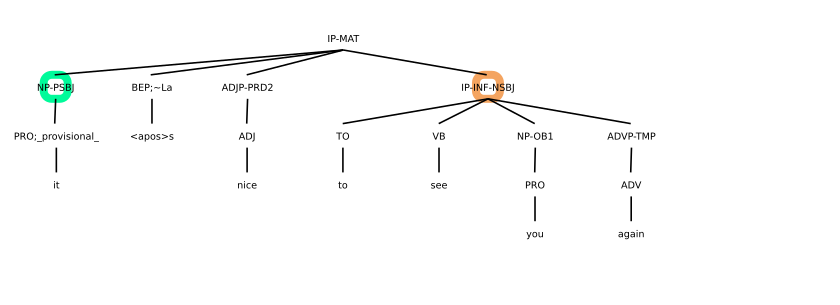 IP-MAT
NP-PSBJ BEP;~La ADJP-PRD2 IP-INF-NSBJ
PRO;_provisional_ <apos>s ADJ TO VB NP-OB1 ADVP-TMP
it nice to see PRO ADV
you again